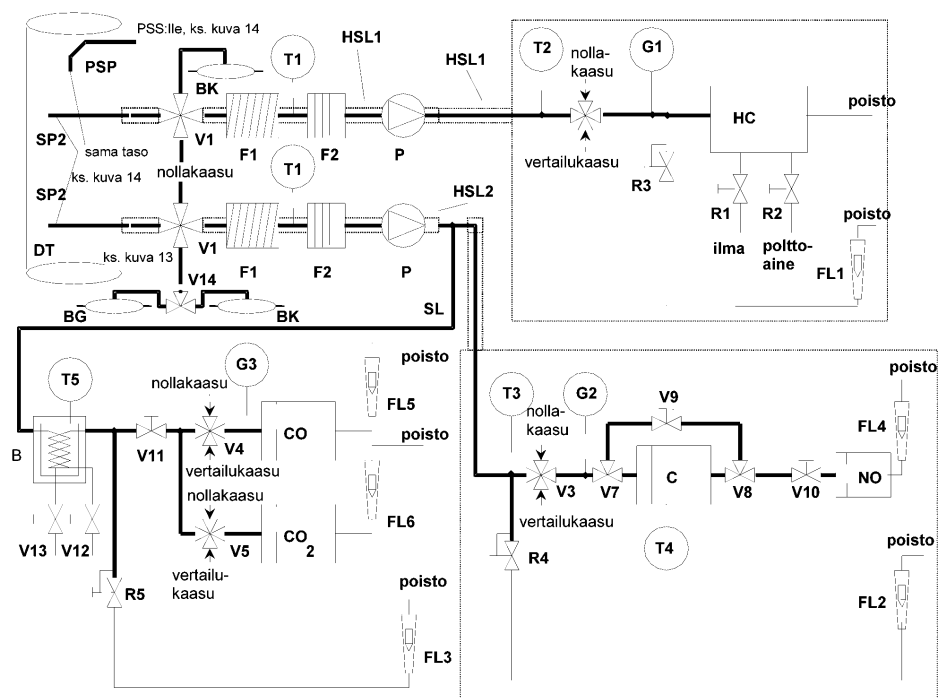 PSS:lle, ks. kuva 14
PSP
BK
T1
HSL1
HSL1
T2
nolla-
kaasu
G1
HC
poisto
SP2
sama taso
V1
F1
F2
P
vertailukaasu
R3
ks. kuva 14
nollakaasu
T1
HSL2
R1
R2
SP2
ilma
poltto-
aine
poisto
DT
ks. kuva 13
V1
F1
F2
P
FL1
V14
BG
BK
SL
T5
nollakaasu
G3
poisto
FL5
T3
nolla-
kaasu
G2
V9
poisto
FL4
B
V11
V4
CO
poisto
vertailukaasu
nollakaasu
V3
V7
C
V8
V10
NO
vertailukaasu
FL6
V13
V12
V5
CO
2
R4
T4
poisto
vertailu-
kaasu
R5
poisto
FL2
FL3